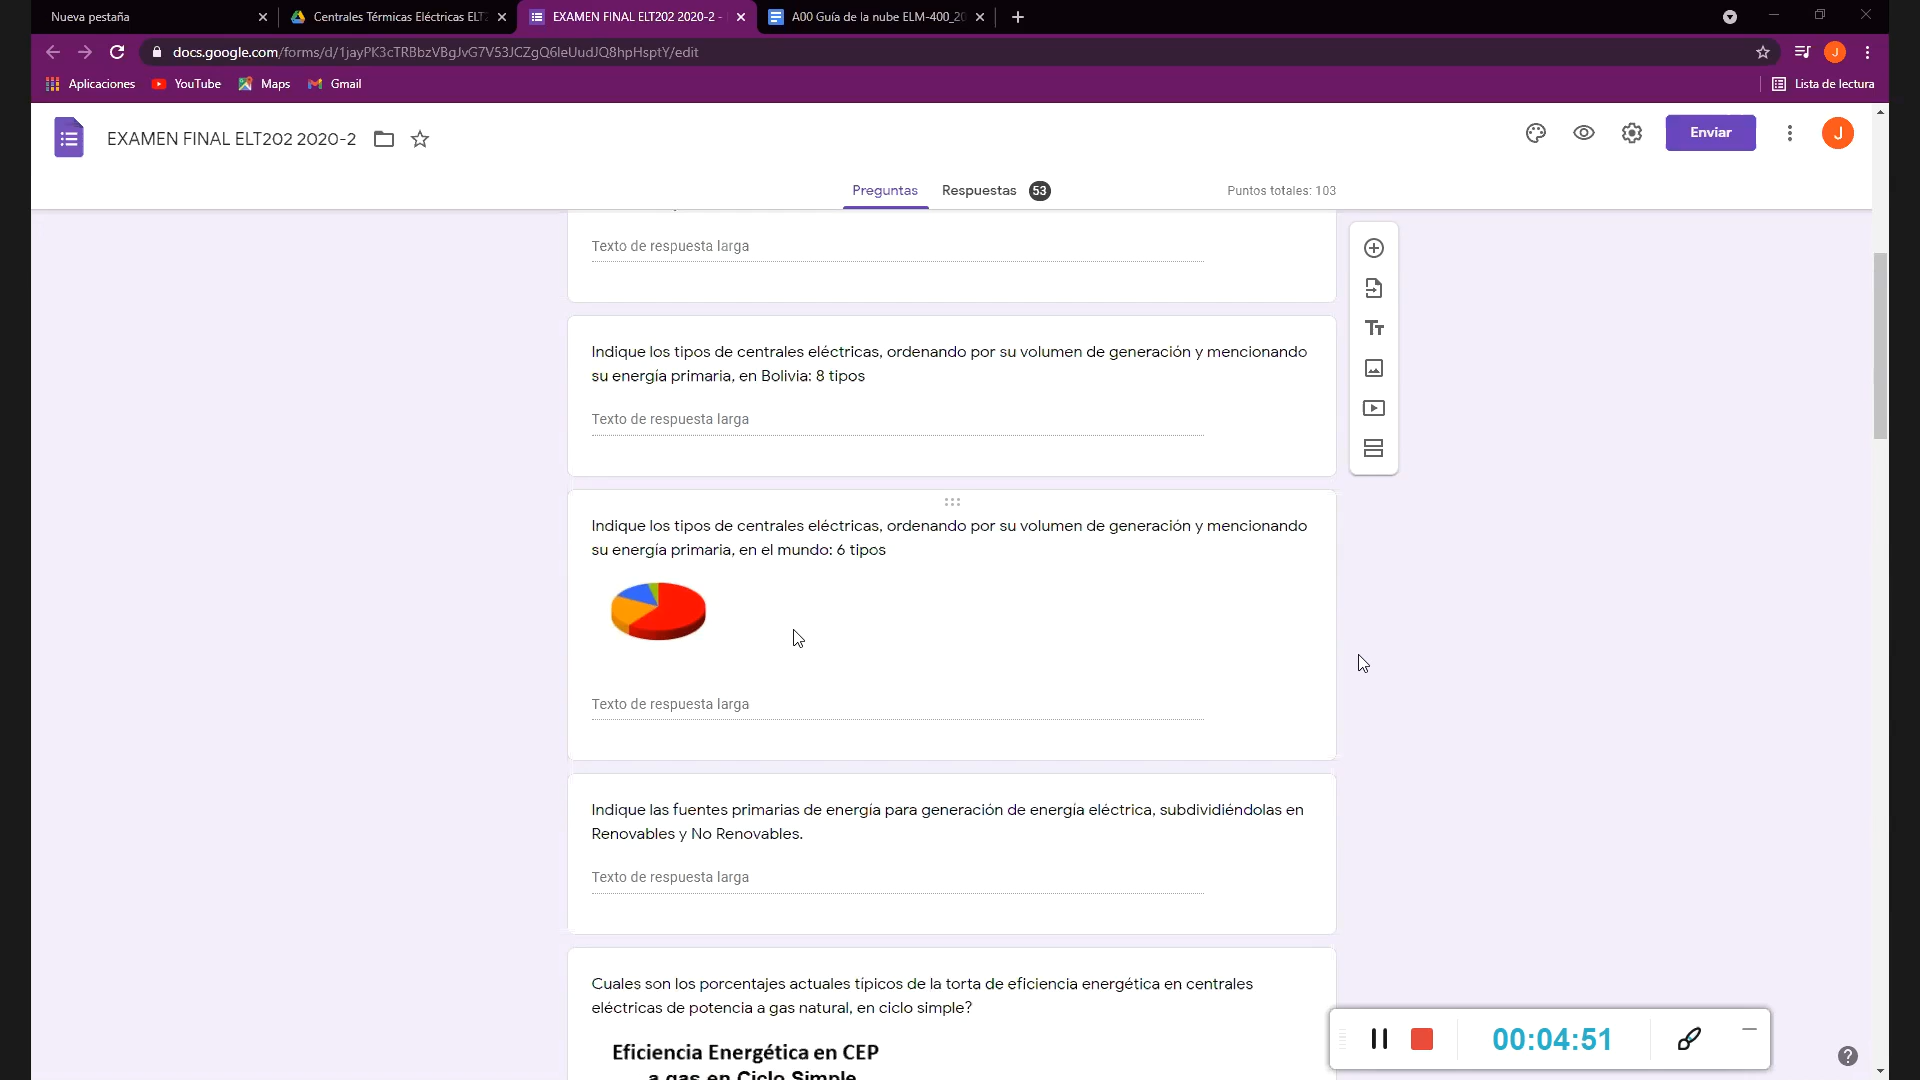 Nueva pestaña
Centrales Térmicas Eléctricas ELT2
EXAMEN FINAL ELT202 2020-2 -
A00 Guía de la nube ELM-400_20
docs.google.com/forms/d/1jayPK3cTRBbzVBgJvG7V53JCZgQ6leUudJQ8hpHsptY/edit
J
Aplicaciones
YouTube
Maps
Gmail
Lista de lectura
EXAMEN FINAL ELT202 2020-2
Enviar
J
Preguntas
Respuestas 53
Puntos totales: 103
Texto de respuesta larga
Indique los tipos de centrales eléctricas, ordenando por su volumen de generación y mencionando
su energía primaria, en Bolivia: 8 tipos
Texto de respuesta larga
Indique los tipos de centrales eléctricas, ordenando por su volumen de generación y mencionando
su energía primaria, en el mundo: 6 tipos
Texto de respuesta larga
Indique las fuentes primarias de energía para generación de energía eléctrica, subdividiéndolas en
Renovables y No Renovables.
Texto de respuesta larga
Cuales son los porcentajes actuales típicos de la torta de eficiencia energética en centrales
eléctricas de potencia a gas natural, en ciclo simple?
Eficiencia Energética en CEP
a gas en Ciclo Simple
00:04:51